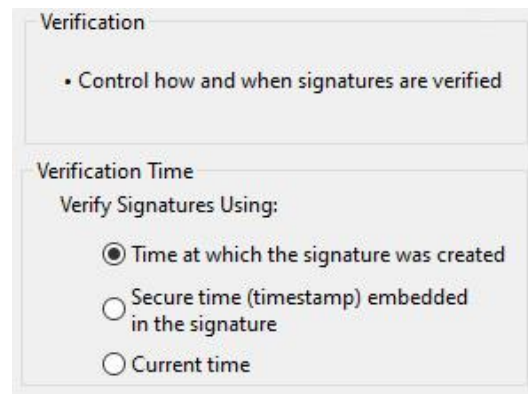 Verification
• Control how and when signatures are verified
Verification Time
Verify Signatures Using:
Time at which the signature was created
Secure time (timestamp) embedded
in the signature
Current time